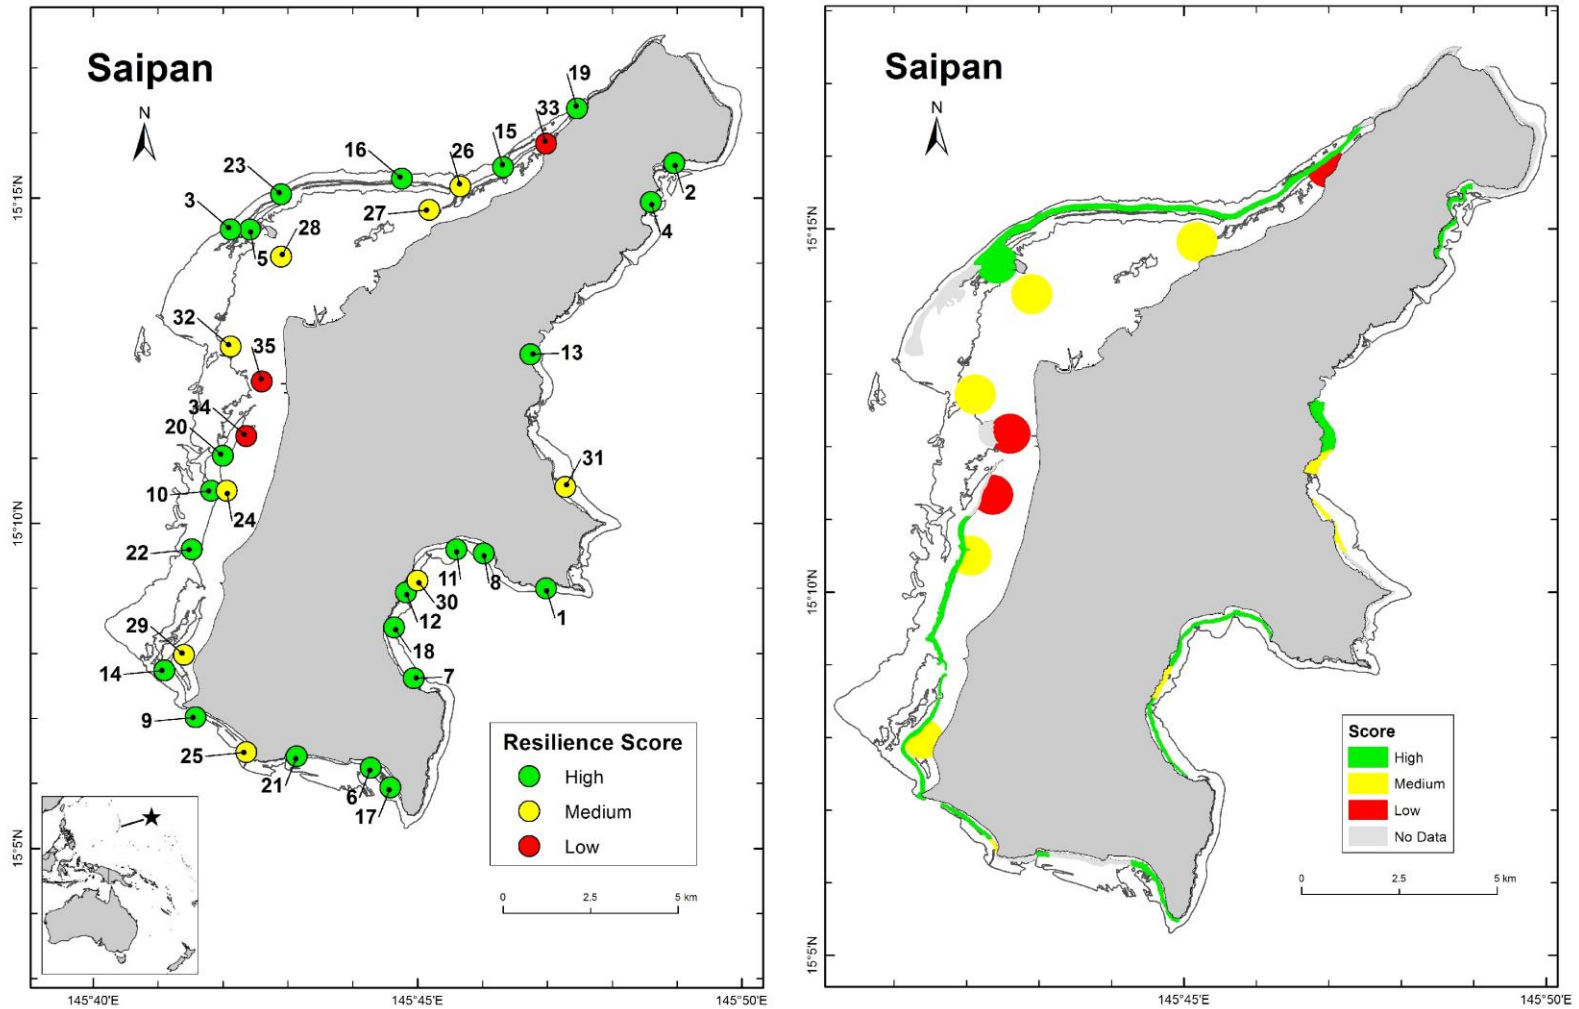 Saipan
N
19
33
15
26
16
23
3
2
27
28
4
5
32
35
13
34
20
31
10
24
22
11
8
1
30
12
29
18
14
7
9
25
21
6
17
Resilience Score
High
Medium
Low
0 2.5 5 km
15°15'N
15°10'N
15°5'N
145°40'E 145°45'E 145°50'E
Saipan
N
Score
High
Medium
Low
No Data
0 2.5 5 km
15°15'N
15°10'N
15°5'N
145°45'E 145°50'E